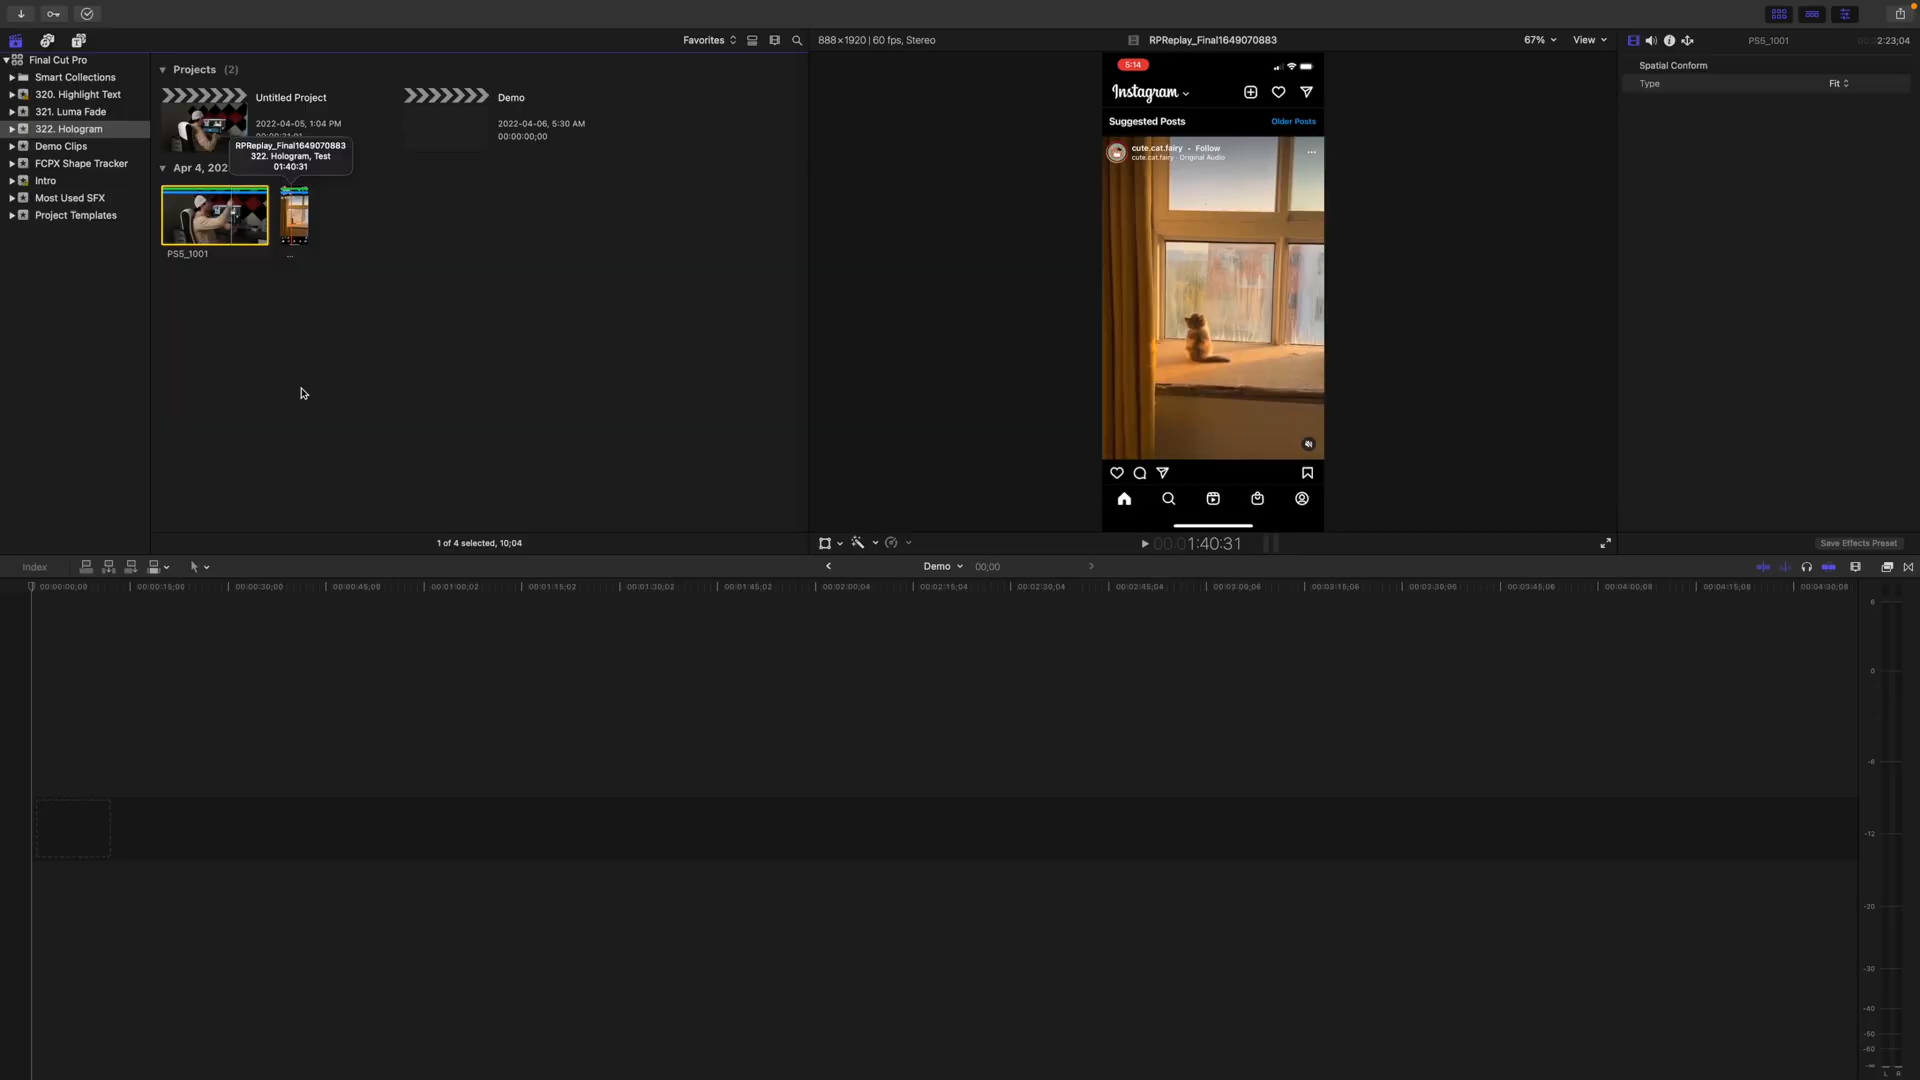 Favorites
888×1920 | 60 fps, Stereo
RPReplay_Final1649070883
67%
View
PS5_1001
2:23;04
Final Cut Pro
Smart Collections
320. Highlight Text
321. Luma Fade
322. Hologram
Demo Clips
FCPX Shape Tracker
Intro
Most Used SFX
Project Templates
Projects (2)
Untitled Project
2022-04-05, 1:04 PM
Demo
2022-04-06, 5:30 AM
00:00:00;00
RPReplay_Final1649070883
322. Hologram, Test
01:40:31
Apr 4, 202
PS5_1001
...
1 of 4 selected, 10;04
5:14
Instagram
Suggested Posts
Older Posts
cute.cat.fairy • Follow
cute.cat.fairy · Original Audio
00:01:40:31
Spatial Conform
Type
Fit
Save Effects Preset
Index
Demo
00;00
00:00:00;00
00:00:15;00
00:00:30;00
00:00:45;00
00:01:00;02
00:01:15;02
00:01:30;02
00:01:45;02
00:02:00;04
00:02:15;04
00:02:30;04
00:02:45;04
00:03:00;06
00:03:15;06
00:03:30;06
00:03:45;06
00:04:00;08
00:04:15;08
00:04:30;08
6
0
-6
-12
-20
-30
-40
-50
-60
-∞
L R